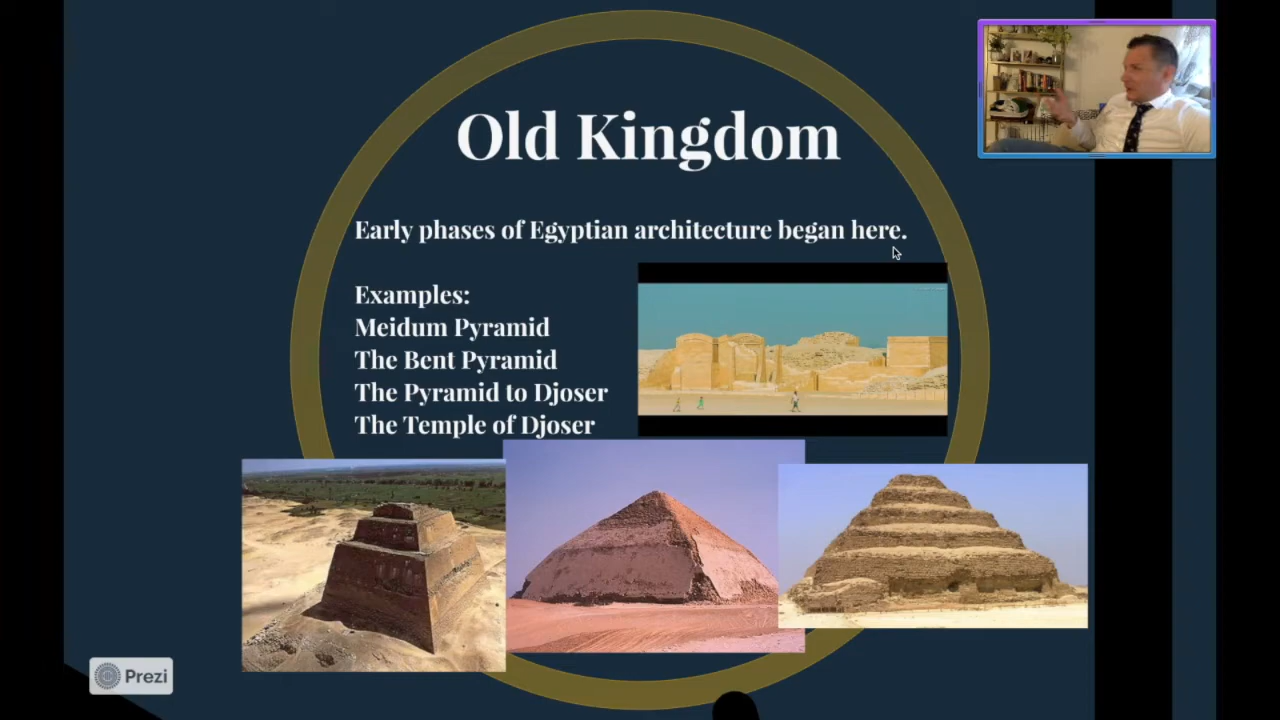 Old Kingdom
Early phases of Egyptian architecture began here.
Examples:
Meidum Pyramid
The Bent Pyramid
The Pyramid to Djoser
The Temple of Djoser
Prezi